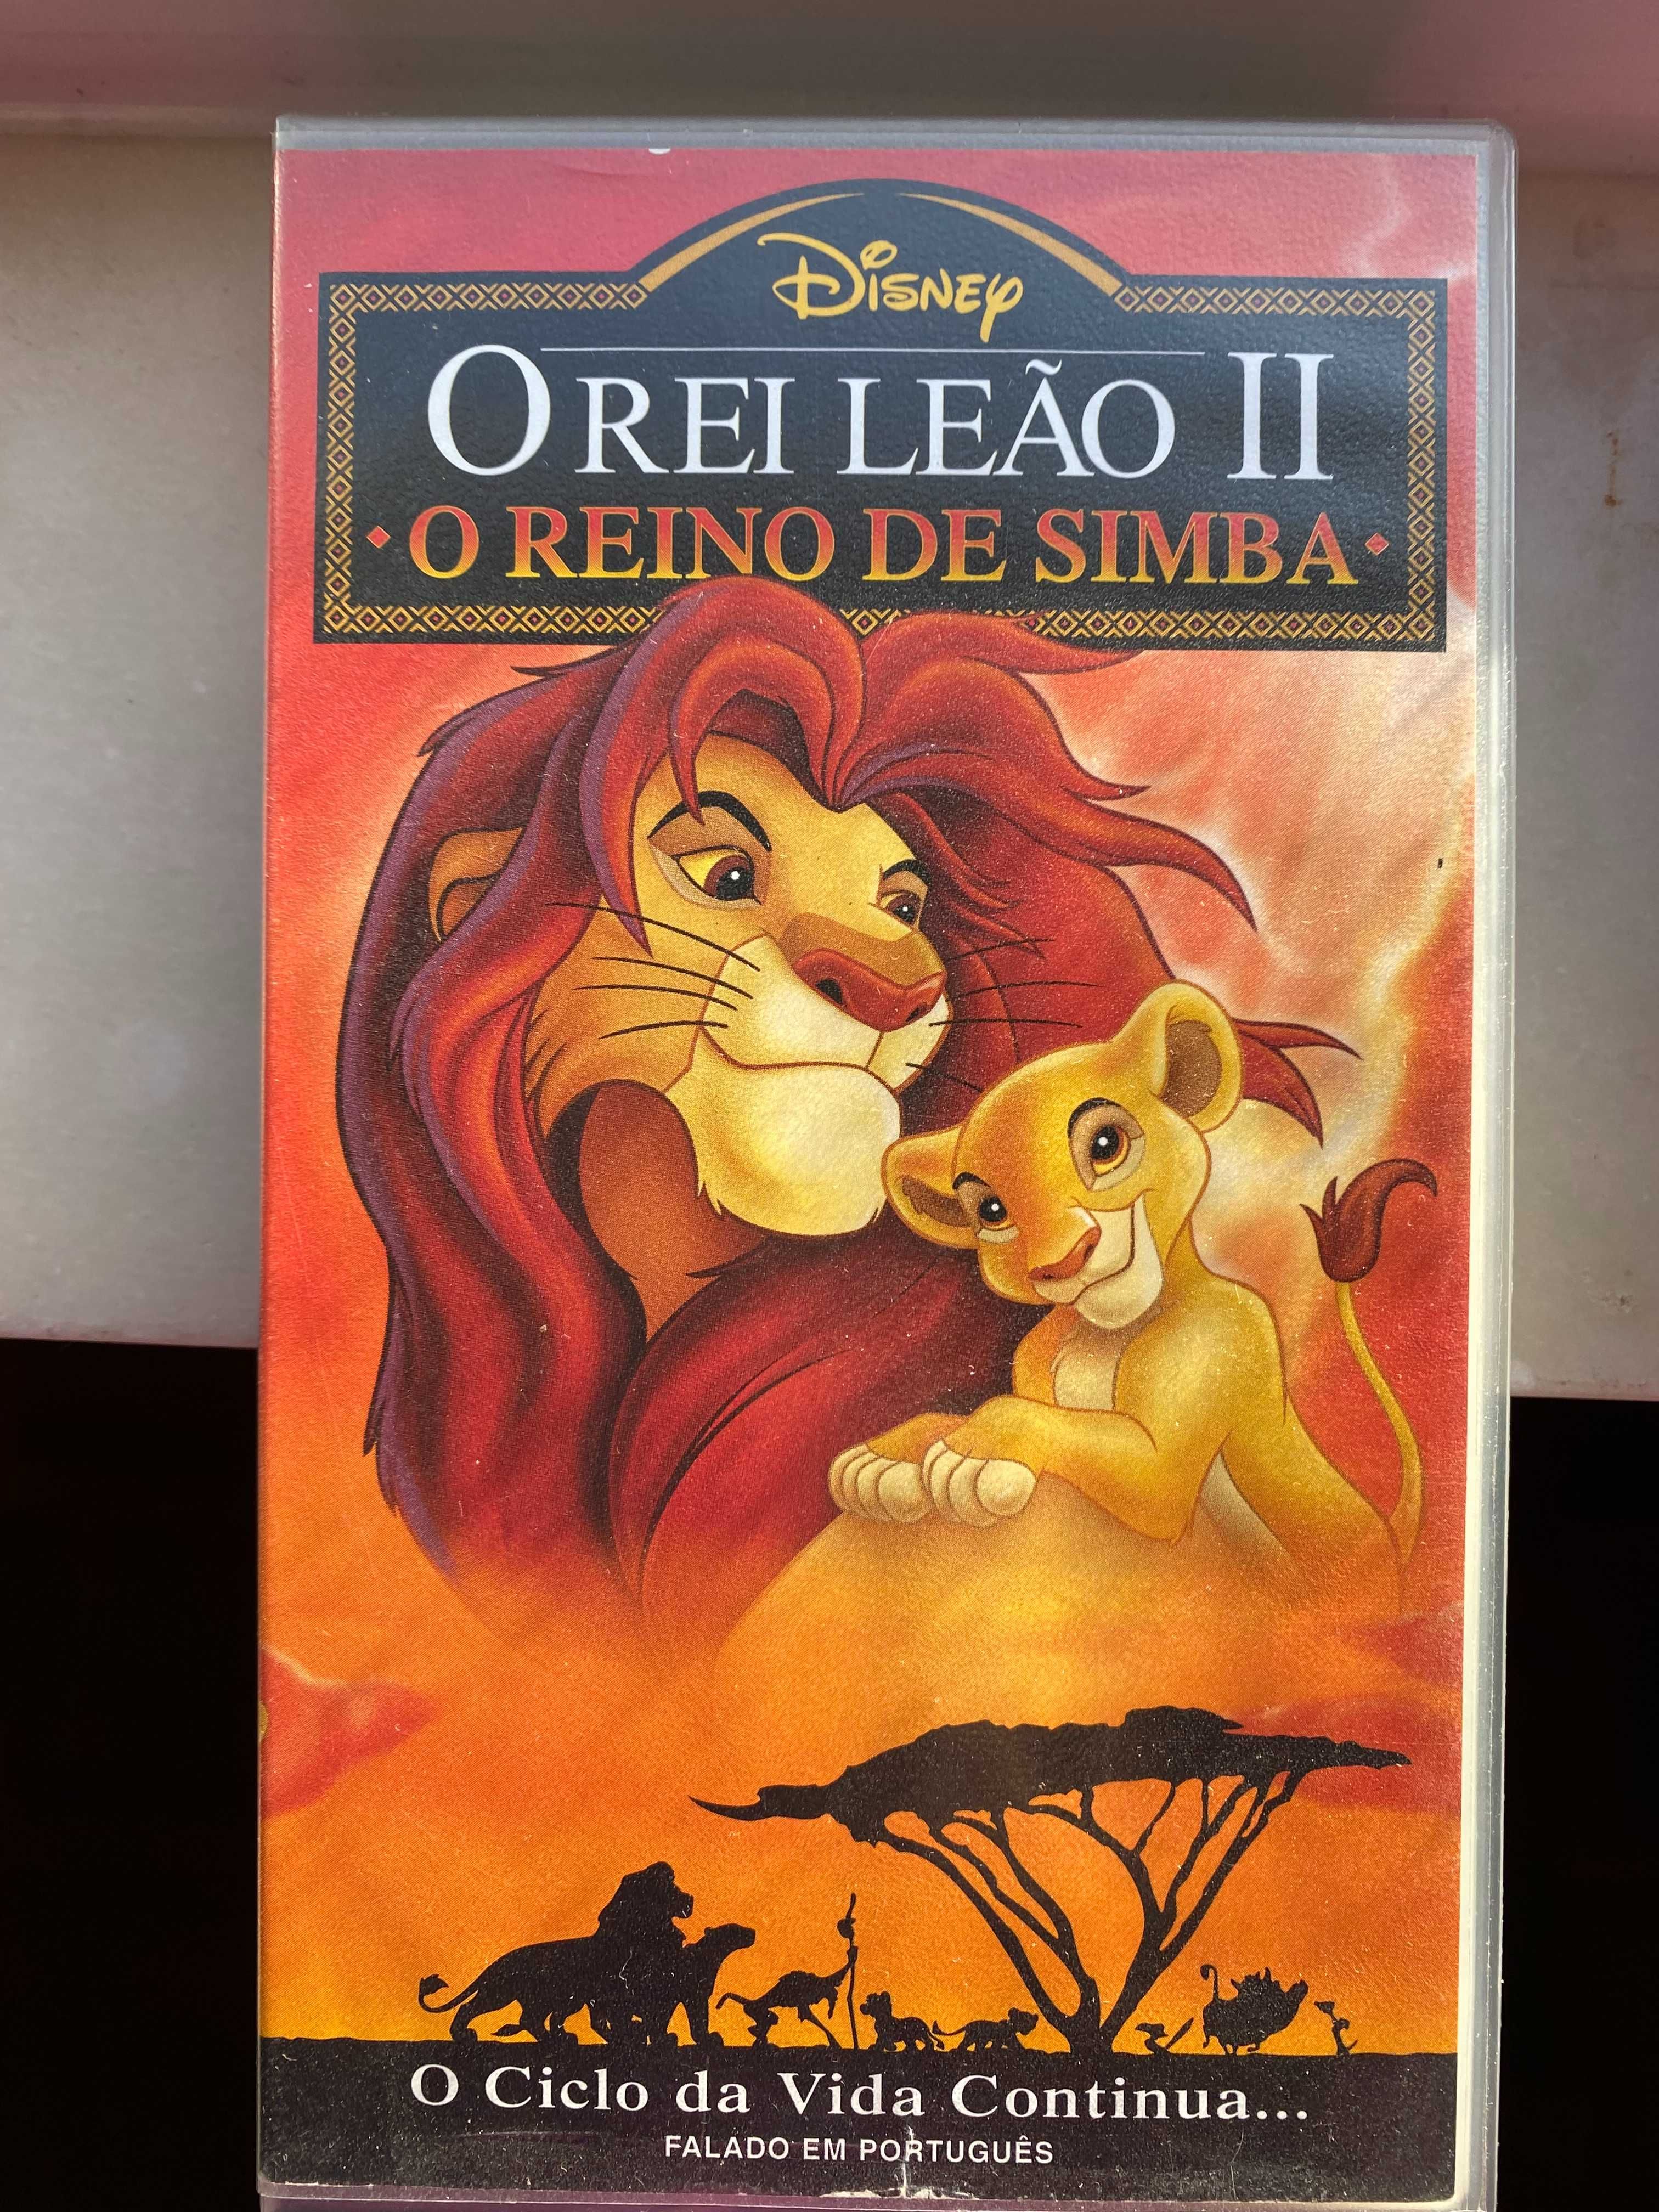 Disney
O REI LEÃO II
O REINO DE SIMBA
O Ciclo da Vida Continua...
FALADO EM PORTUGUÊS